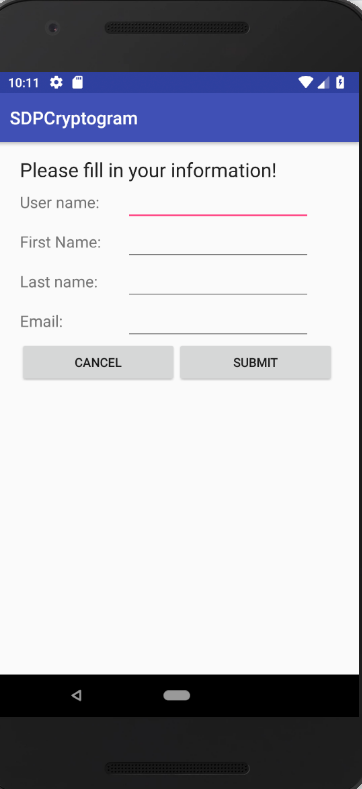 10:11
SDPCryptogram
Please fill in your information!
User name:
First Name:
Last name:
Email:
CANCEL SUBMIT